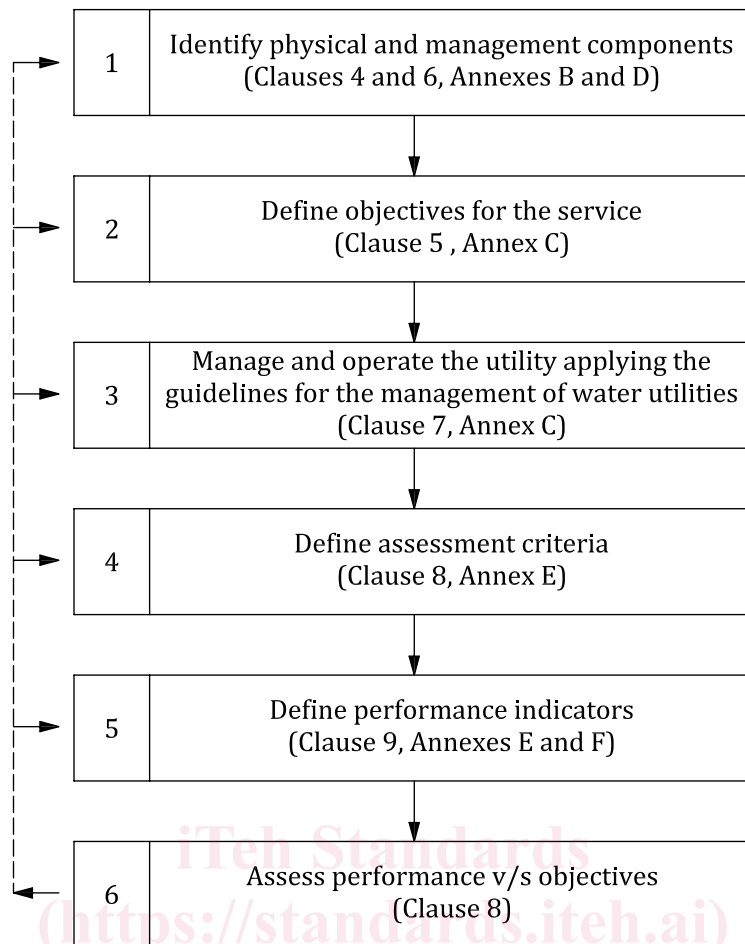 1
Identify physical and management components
(Clauses 4 and 6, Annexes B and D)
2
Define objectives for the service
(Clause 5 , Annex C)
3
Manage and operate the utility applying the
guidelines for the management of water utilities
(Clause 7, Annex C)
4
Define assessment criteria
(Clause 8, Annex E)
5
Define performance indicators
(Clause 9, Annexes E and F)
iTeh Standards
6
Assess performance v/s objectives
(Clause 8)
(https://standards.iteh.ai)